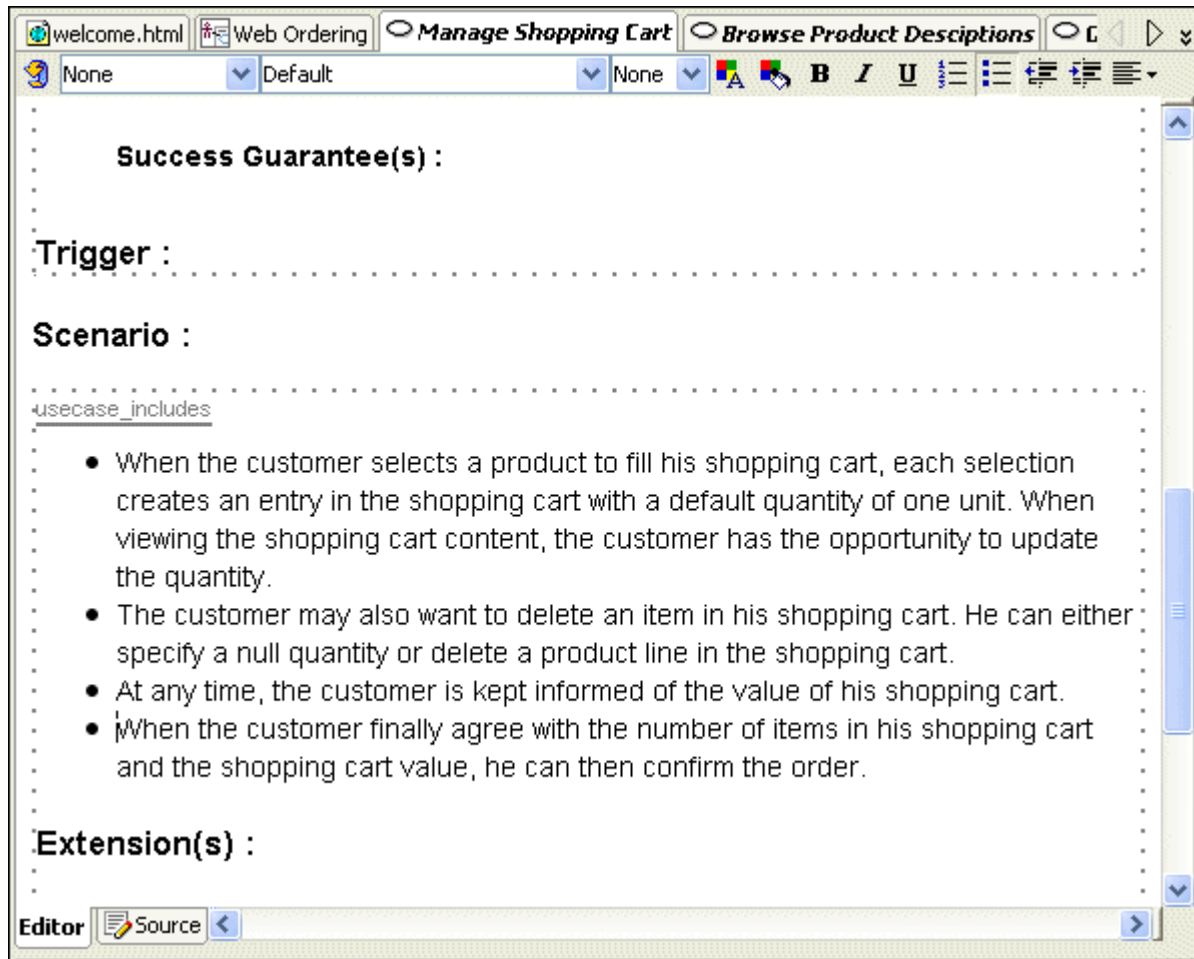 welcome.html Web Ordering Manage Shopping Cart Browse Product Desciptions
None Default None A B I U
Success Guarantee(s) :
Trigger :
Scenario :
usecase_includes
• When the customer selects a product to fill his shopping cart, each selection
creates an entry in the shopping cart with a default quantity of one unit. When
viewing the shopping cart content, the customer has the opportunity to update
the quantity.
• The customer may also want to delete an item in his shopping cart. He can either
specify a null quantity or delete a product line in the shopping cart.
• At any time, the customer is kept informed of the value of his shopping cart.
• When the customer finally agree with the number of items in his shopping cart
and the shopping cart value, he can then confirm the order.
Extension(s) :
Editor Source